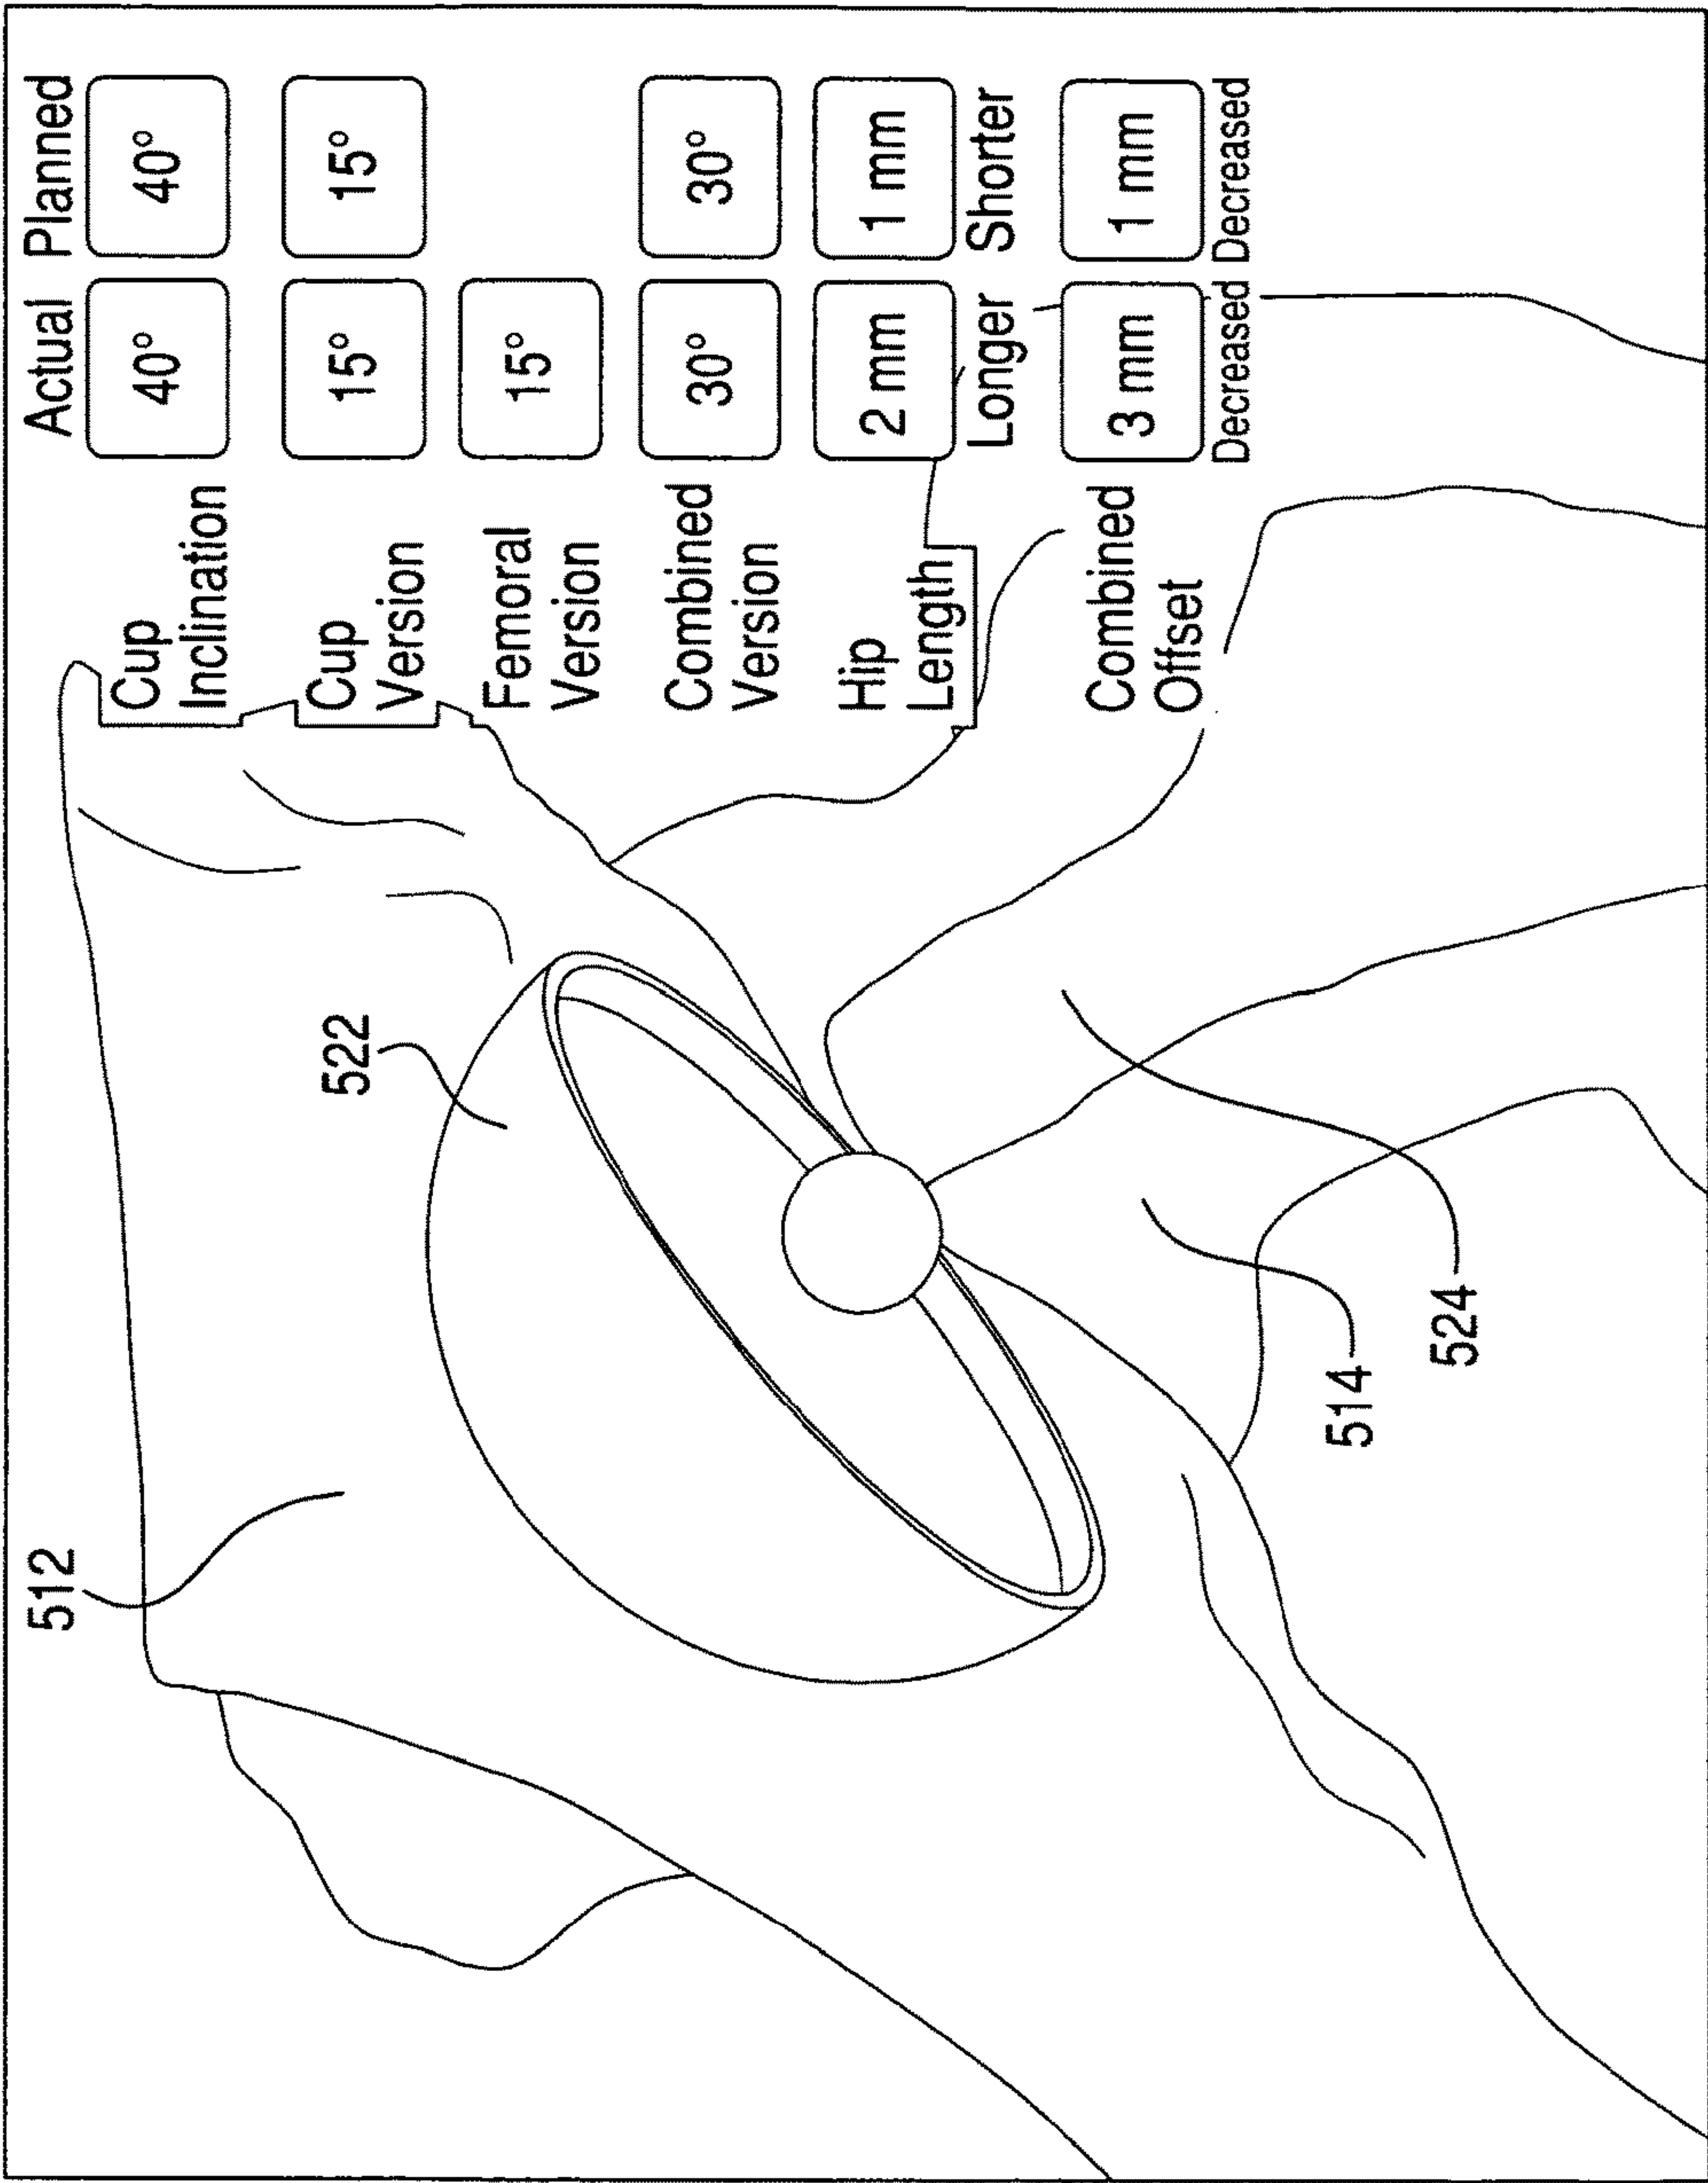 Actual Planned
Cup
Inclination
40° 40°
Cup
Version
15° 15°
Femoral
Version
15°
Combined
Version
30° 30°
Hip
Length
2 mm 1 mm
Longer Shorter
Combined
Offset
3 mm 1 mm
Decreased Decreased
512
522
514
524